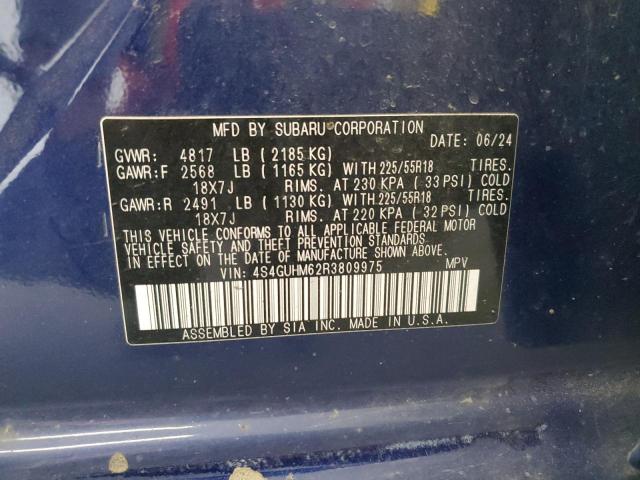 MFD BY SUBARU CORPORATION
DATE: 06/24
GVWR: 4817 LB (2185 KG)
GAWR:F 2568 LB (1165 KG) WITH 225/55R18 TIRES.
18X7J RIMS. AT 230 KPA (33 PSI) COLD.
GAWR:R 2491 LB (1130 KG) WITH 225/55R18 TIRES.
18X7J RIMS. AT 220 KPA (32 PSI) COLD.
THIS VEHICLE CONFORMS TO ALL APPLICABLE FEDERAL MOTOR
VEHICLE SAFETY AND THEFT PREVENTION STANDARDS IN EFFECT
ON THE DATE OF MANUFACTURE SHOWN ABOVE.
VIN: 4S4GUHM62R3809975 MPV
ASSEMBLED BY SIA INC. MADE IN U.S.A.